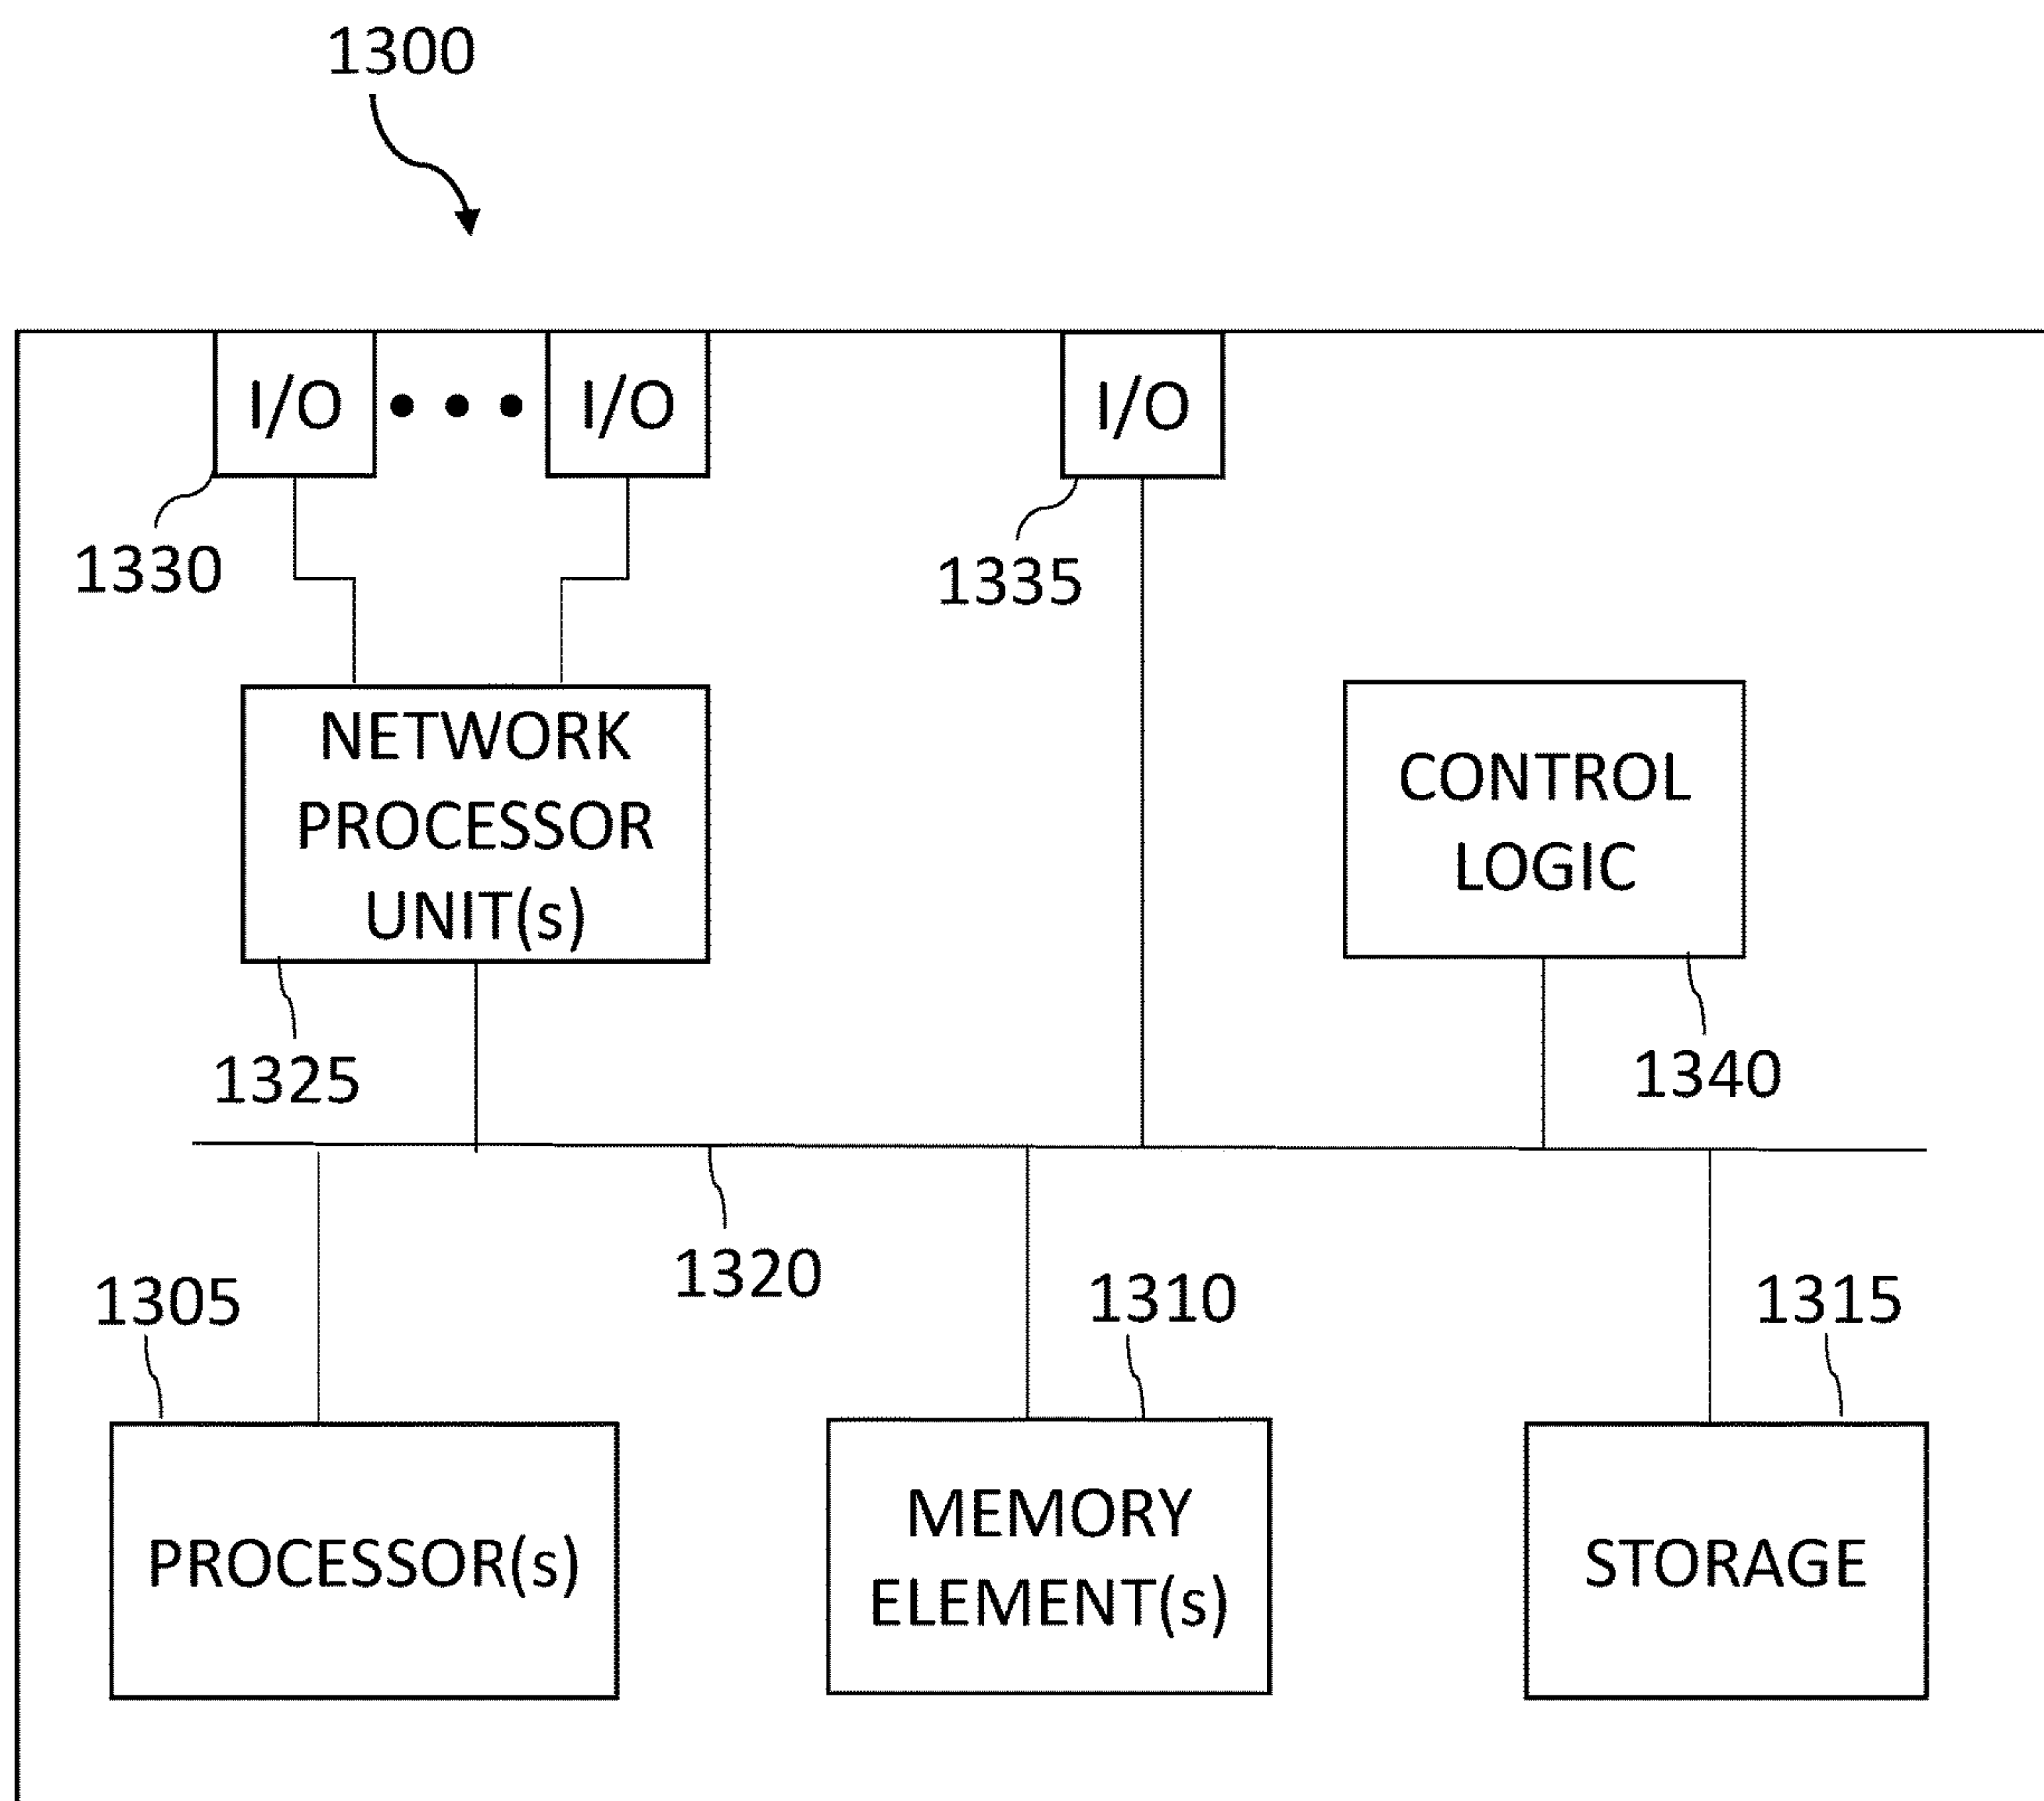 1300
I/O
I/O
I/O
1330
1335
NETWORK
PROCESSOR
UNIT(s)
CONTROL
LOGIC
1325
1340
1320
1305
1310
1315
PROCESSOR(s)
MEMORY
ELEMENT(s)
STORAGE